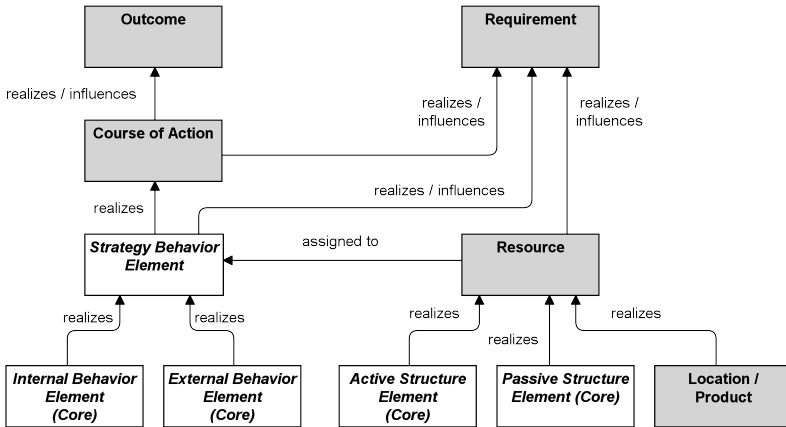 Outcome
Requirement
realizes / influences
realizes /
influences
realizes /
influences
Course of Action
realizes / influences
realizes
Strategy Behavior
Element
assigned to
Resource
realizes
realizes
realizes
realizes
realizes
Internal Behavior
Element
(Core)
External Behavior
Element
(Core)
Active Structure
Element
(Core)
Passive Structure
Element (Core)
Location /
Product